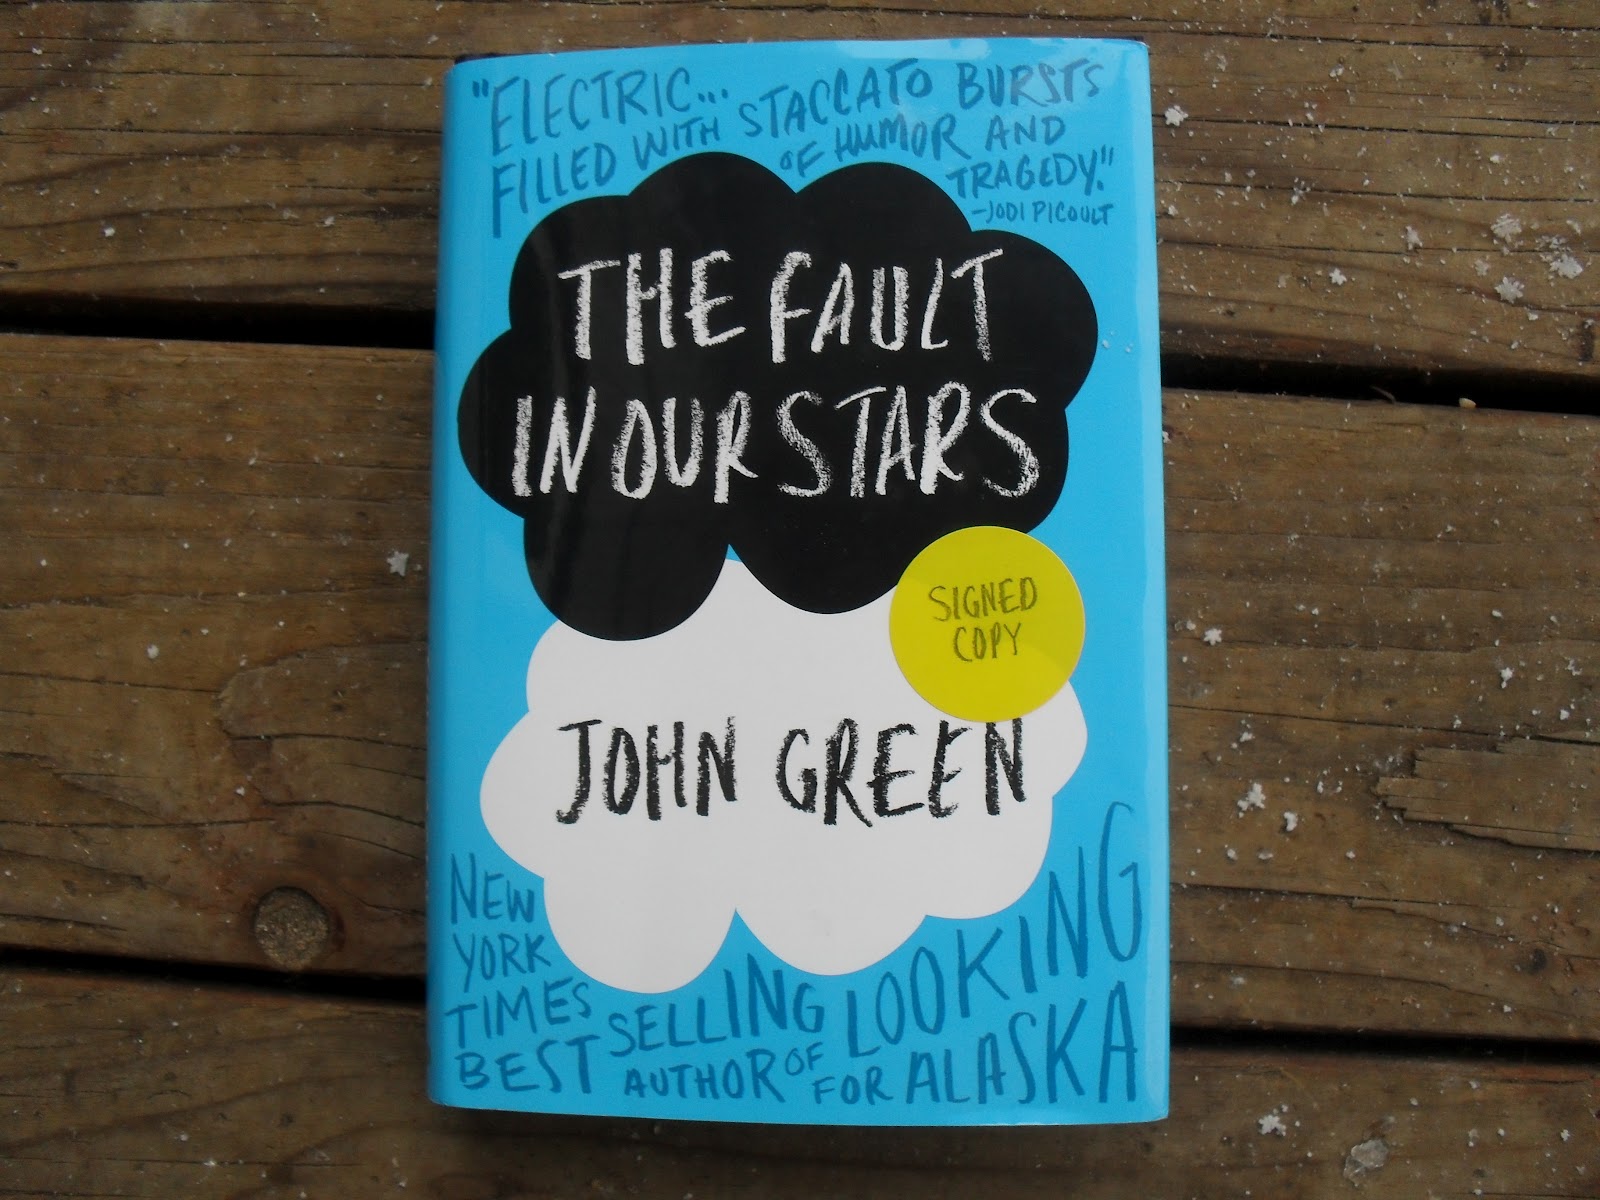 "ELECTRIC... STACCATO BURSTS
FILLED WITH OF HUMOR AND
TRAGEDY."
—JODI PICOULT
THE FAULT
IN OUR STARS
SIGNED
COPY
JOHN GREEN
NEW
YORK
TIMES
BEST SELLING
AUTHOR OF
LOOKING
FOR ALASKA